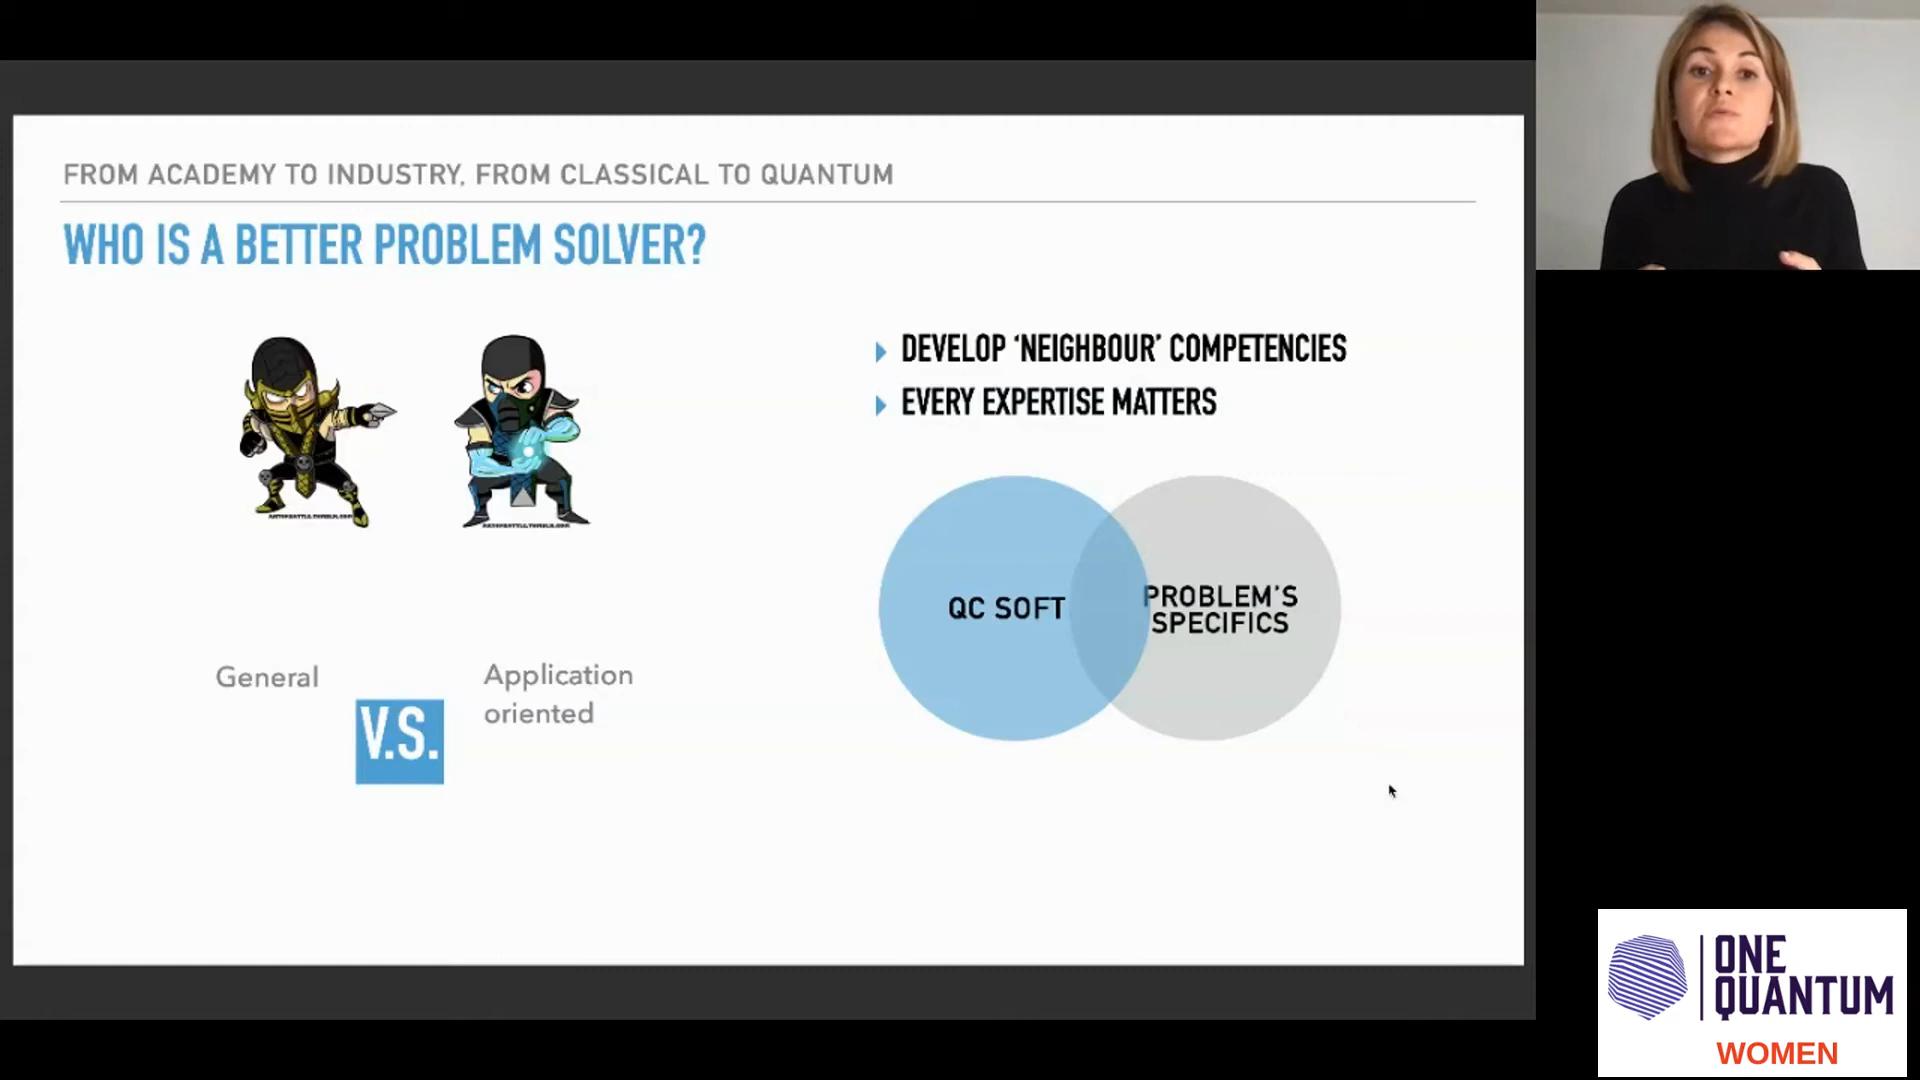 FROM ACADEMY TO INDUSTRY, FROM CLASSICAL TO QUANTUM
WHO IS A BETTER PROBLEM SOLVER?
DEVELOP ‘NEIGHBOUR’ COMPETENCIES
EVERY EXPERTISE MATTERS
QC SOFT
PROBLEM’S
SPECIFICS
General
V.S.
Application
oriented
ONE
QUANTUM
WOMEN